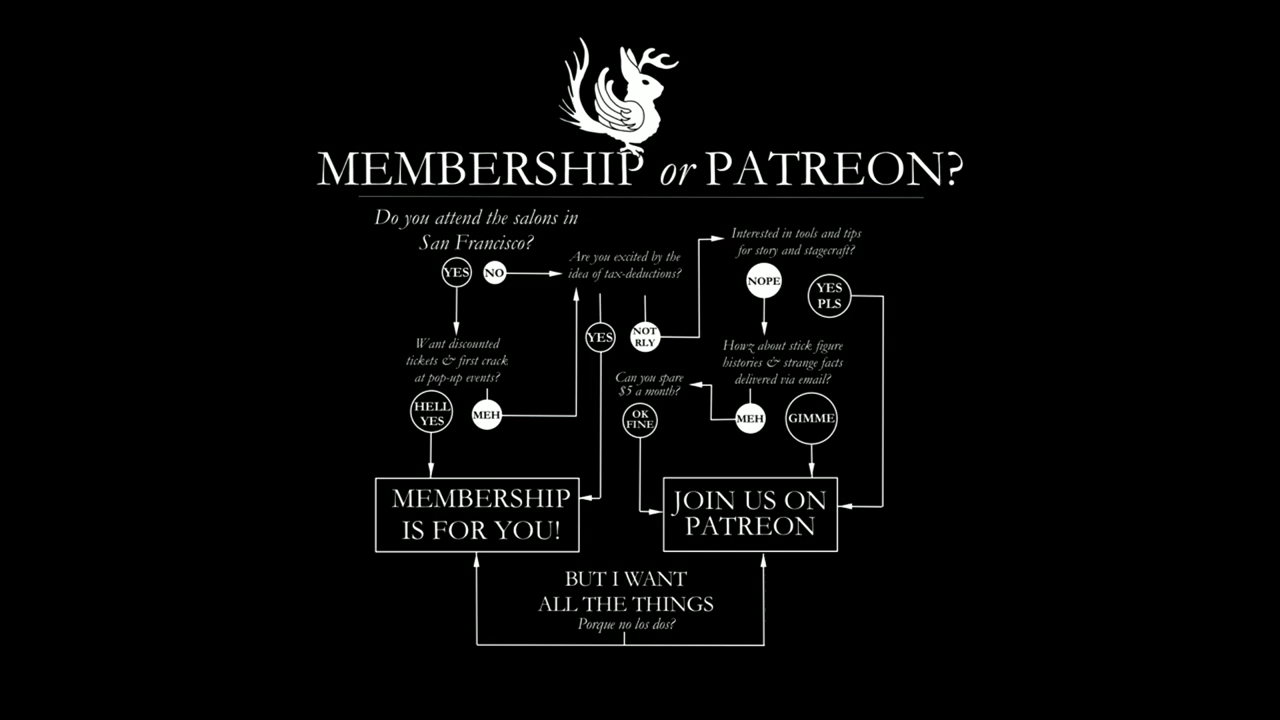 MEMBERSHIP or PATREON?
Do you attend the salons in
San Francisco?
YES
NO
Are you excited by the
idea of tax-deductions?
YES
NOT
RLY
Interested in tools and tips
for story and stagecraft?
NOPE
YES
PLS
Want discounted
tickets & first crack
at pop-up events?
HELL
YES
MEH
Howz about stick figure
histories & strange facts
delivered via email?
MEH
GIMME
Can you spare
$5 a month?
OK
FINE
MEMBERSHIP
IS FOR YOU!
JOIN US ON
PATREON
BUT I WANT
ALL THE THINGS
Porque no los dos?